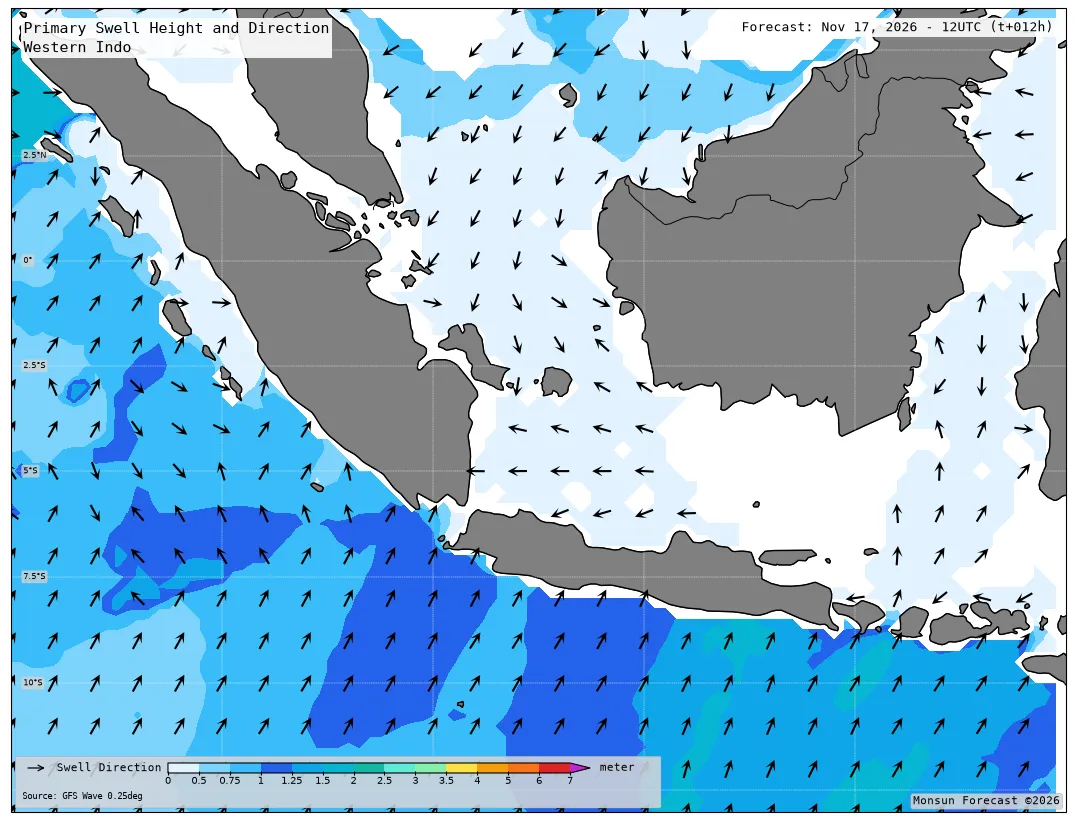 Primary Swell Height and Direction
Western Indo
Forecast: Nov 17, 2026 - 12UTC (t+012h)
2.5°N
0°
2.5°S
5°S
7.5°S
10°S
Swell Direction
meter
0 0.5 0.75 1 1.25 1.5 2 2.5 3 3.5 4 5 6 7
Source: GFS Wave 0.25deg
Monsun Forecast ©2026